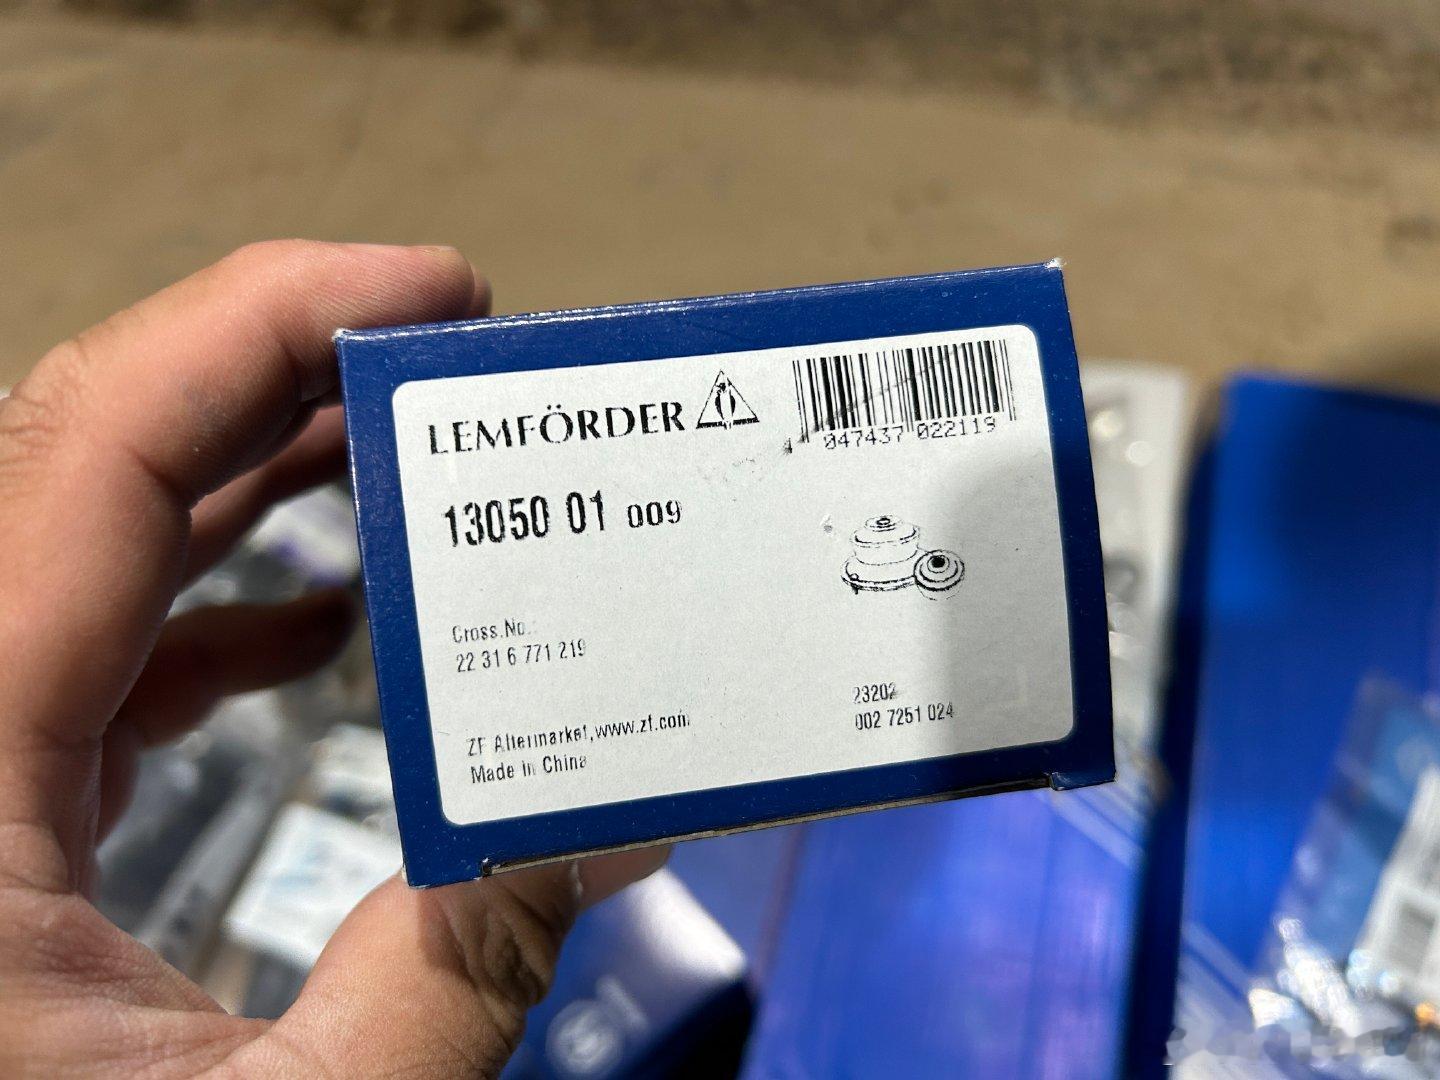 LEMFÖRDER
047437 022119
13050 01 009
Cross.No.:
22 31 6 771 219
23202
002 7251 024
ZF Aftermarket,www.zf.com
Made in China